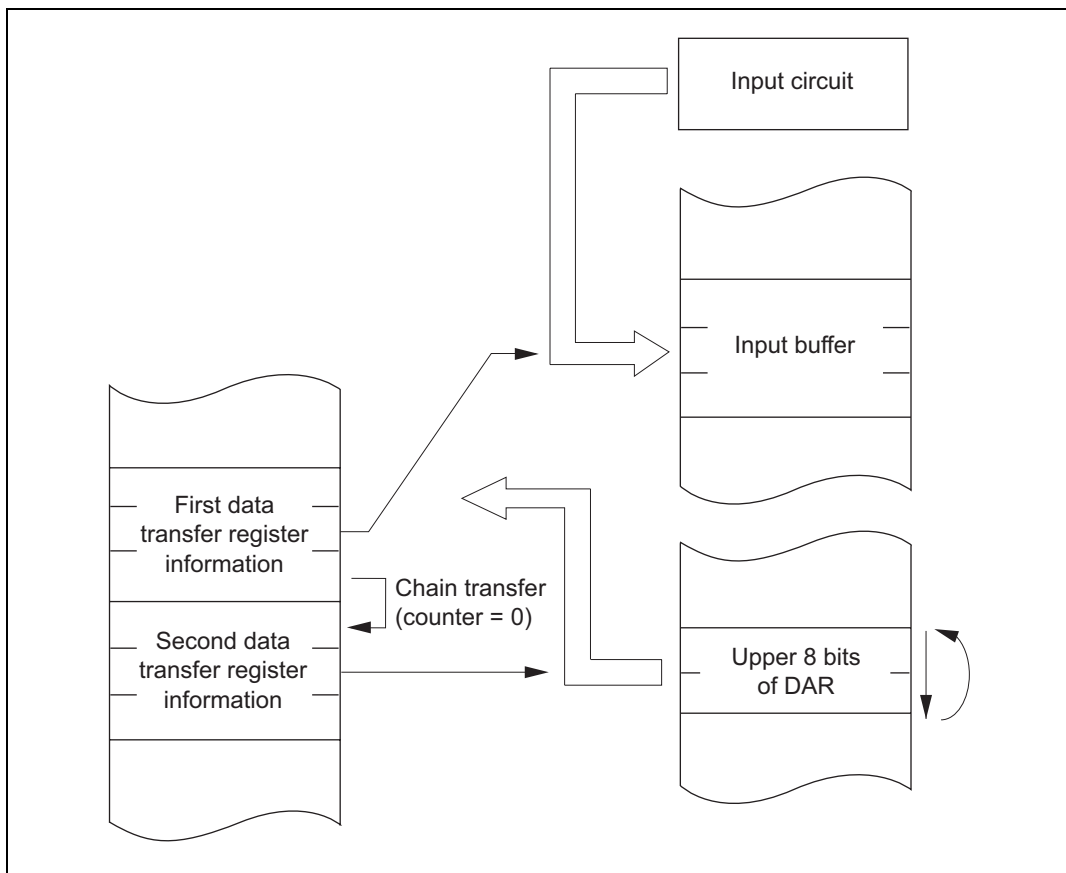 Input circuit
Input buffer
First data
transfer register
information
Chain transfer
(counter = 0)
Second data
transfer register
information
Upper 8 bits
of DAR